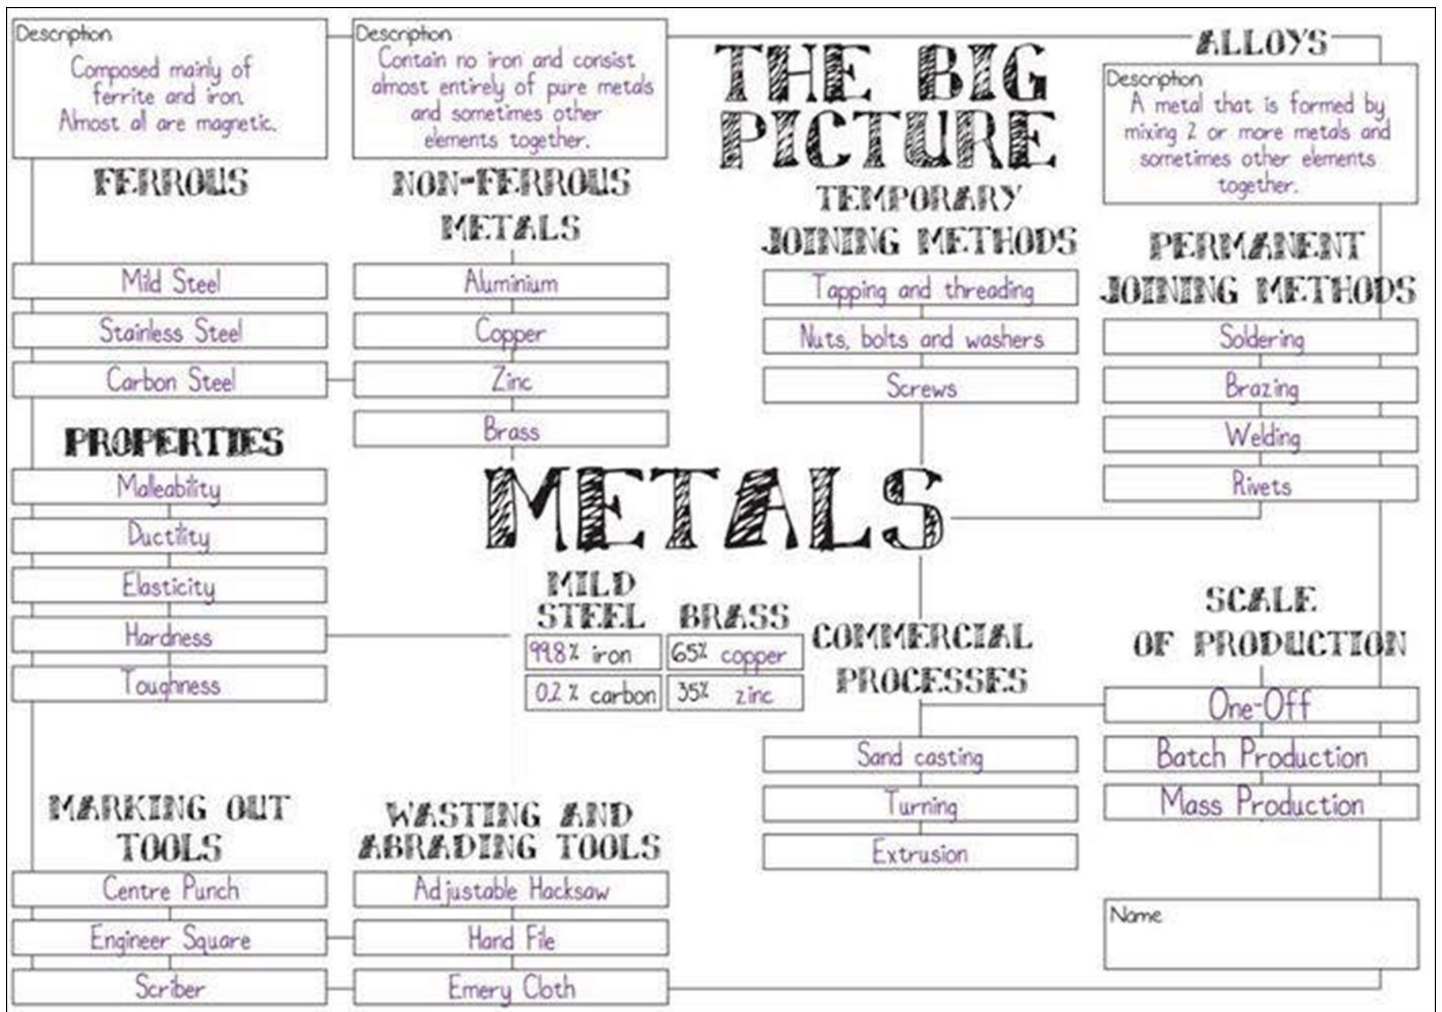 Description
Composed mainly of
ferrite and iron.
Almost all are magnetic.
FERROUS
Description
Contain no iron and consist
almost entirely of pure metals
and sometimes other
elements together.
NON-FERROUS
METALS
THE BIG
PICTURE
ALLOYS
Description
A metal that is formed by
mixing 2 or more metals and
sometimes other elements
together.
Mild Steel
Stainless Steel
Carbon Steel
Aluminium
Copper
Zinc
Brass
TEMPORARY
JOINING METHODS
Tapping and threading
Nuts, bolts and washers
Screws
PERMANENT
JOINING METHODS
Soldering
Brazing
Welding
Rivets
PROPERTIES
Malleability
Ductility
Elasticity
Hardness
Toughness
METALS
MILD
STEEL
99.8% iron
0.2% carbon
BRASS
65% copper
35% zinc
COMMERCIAL
PROCESSES
Sand casting
Turning
Extrusion
SCALE
OF PRODUCTION
One-Off
Batch Production
Mass Production
MARKING OUT
TOOLS
Centre Punch
Engineer Square
Scriber
WASTING AND
ABRADING TOOLS
Adjustable Hacksaw
Hand File
Emery Cloth
Name